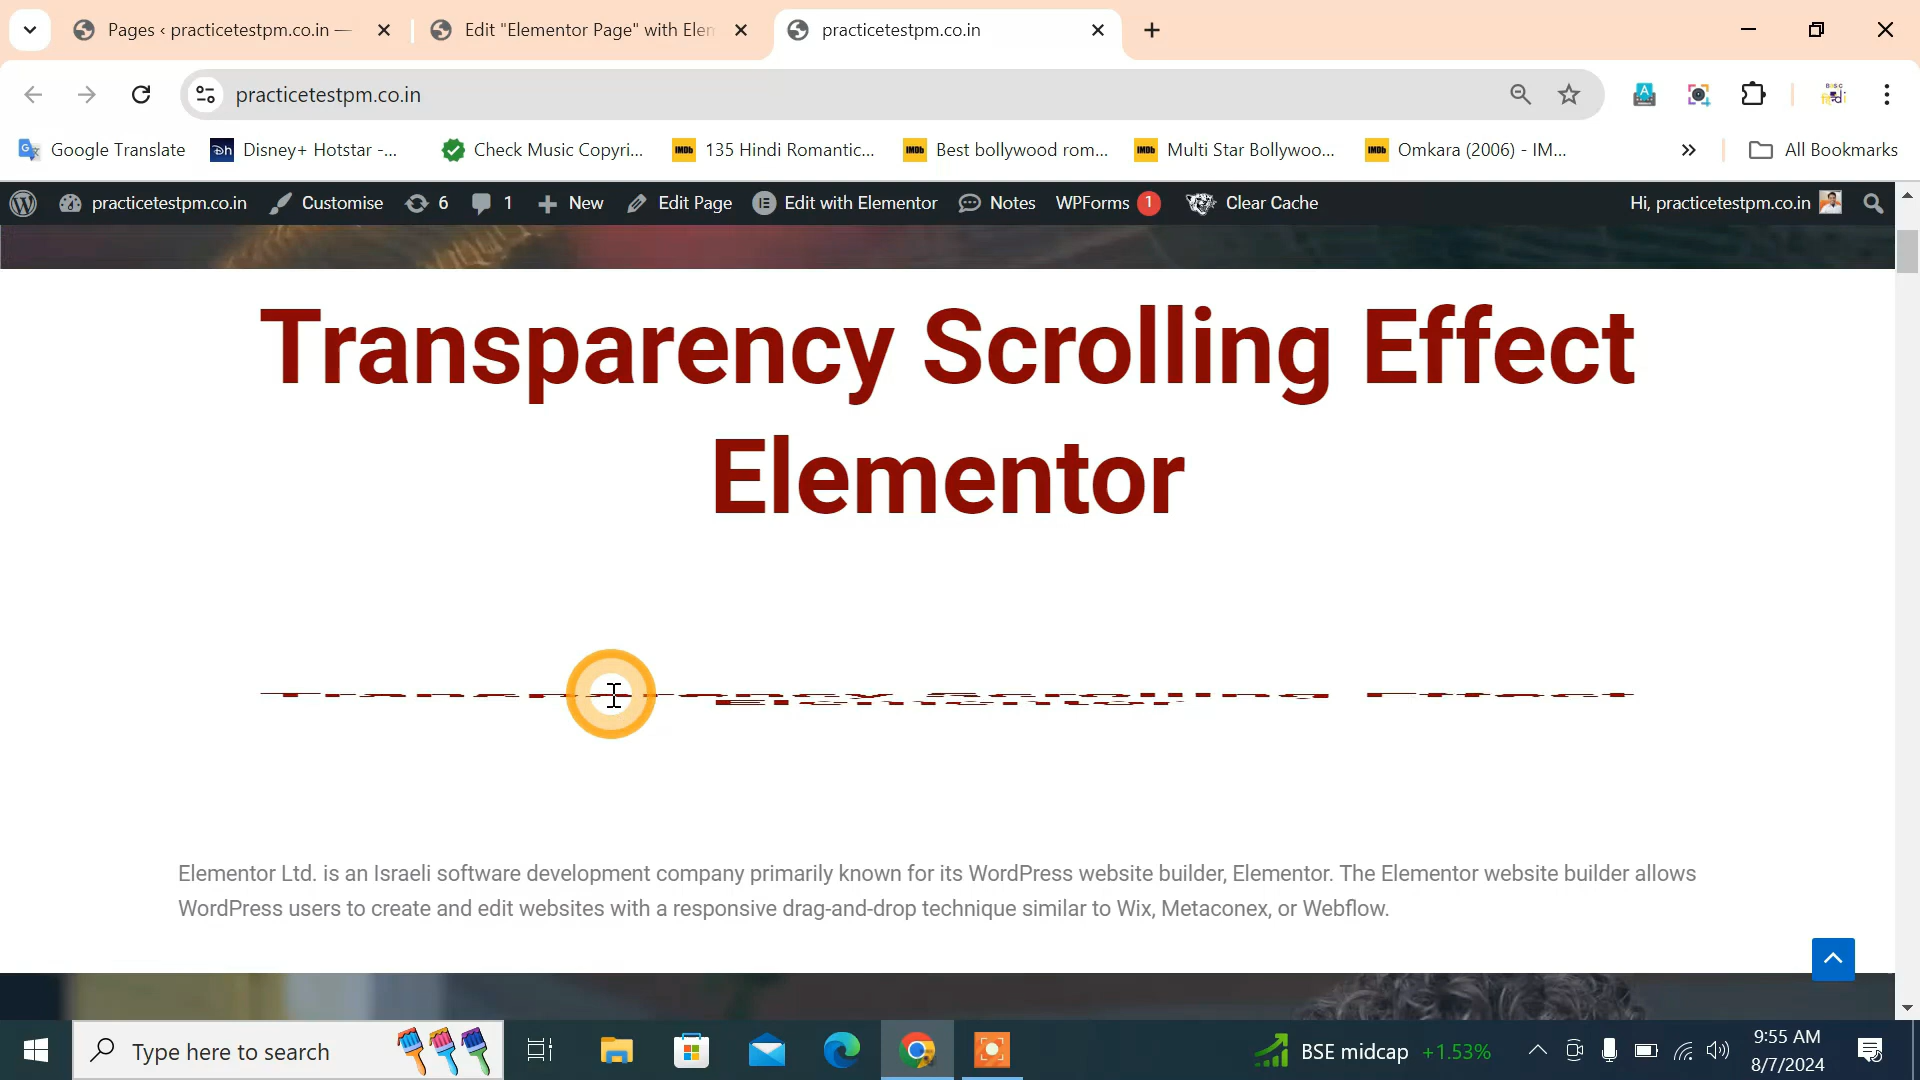 Pages ‹ practicetestpm.co.in —
Edit "Elementor Page" with Elem
practicetestpm.co.in
practicetestpm.co.in
Google Translate
Disney+ Hotstar -...
Check Music Copyri...
135 Hindi Romantic...
Best bollywood rom...
Multi Star Bollywoo...
Omkara (2006) - IM...
All Bookmarks
practicetestpm.co.in
Customise
6
1
New
Edit Page
Edit with Elementor
Notes
WPForms 1
Clear Cache
Hi, practicetestpm.co.in
Transparency Scrolling Effect
Elementor
Transparency Scrolling Effect
Elementor
Elementor Ltd. is an Israeli software development company primarily known for its WordPress website builder, Elementor. The Elementor website builder allows
WordPress users to create and edit websites with a responsive drag-and-drop technique similar to Wix, Metaconex, or Webflow.
Type here to search
BSE midcap +1.53%
9:55 AM
8/7/2024